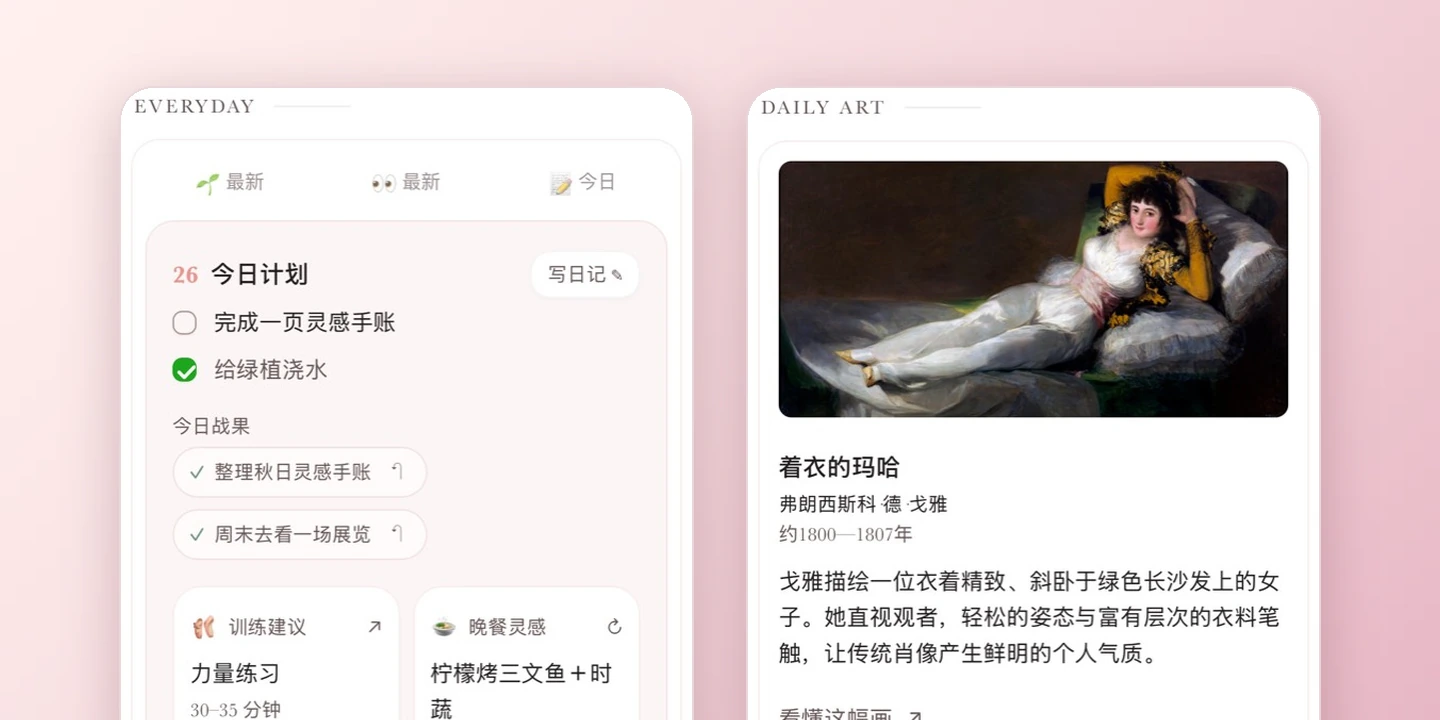 EVERYDAY
最新
最新
今日
26 今日计划
写日记
完成一页灵感手账
给绿植浇水
今日战果
整理秋日灵感手账
周末去看一场展览
训练建议
力量练习
30–35 分钟
晚餐灵感
柠檬烤三文鱼+时
蔬
DAILY ART
着衣的玛哈
弗朗西斯科·德·戈雅
约1800—1807年
戈雅描绘一位衣着精致、斜卧于绿色长沙发上的女
子。她直视观者，轻松的姿态与富有层次的衣料笔
触，让传统肖像产生鲜明的个人气质。
看懂这幅画